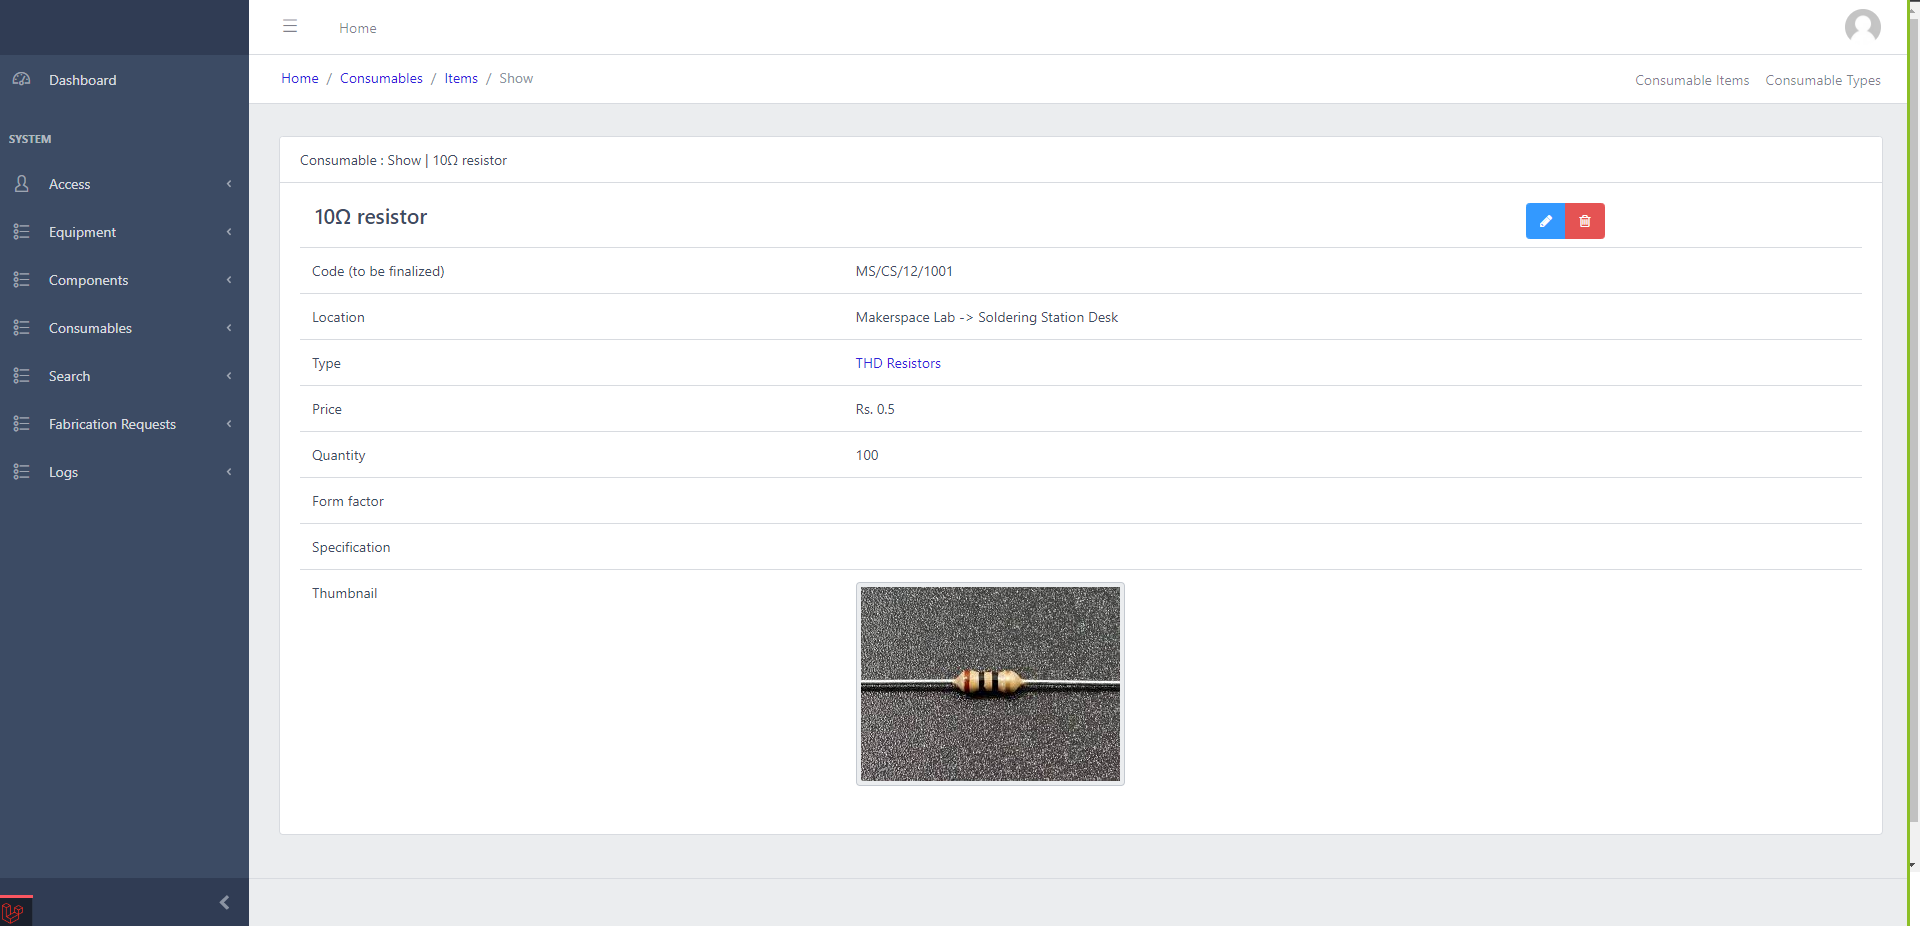 Home
Home / Consumables / Items / Show
Consumable Items Consumable Types
Dashboard
SYSTEM
Access
Equipment
Components
Consumables
Search
Fabrication Requests
Logs
Consumable : Show | 10Ω resistor
10Ω resistor
Code (to be finalized) MS/CS/12/1001
Location Makerspace Lab -> Soldering Station Desk
Type THD Resistors
Price Rs. 0.5
Quantity 100
Form factor
Specification
Thumbnail